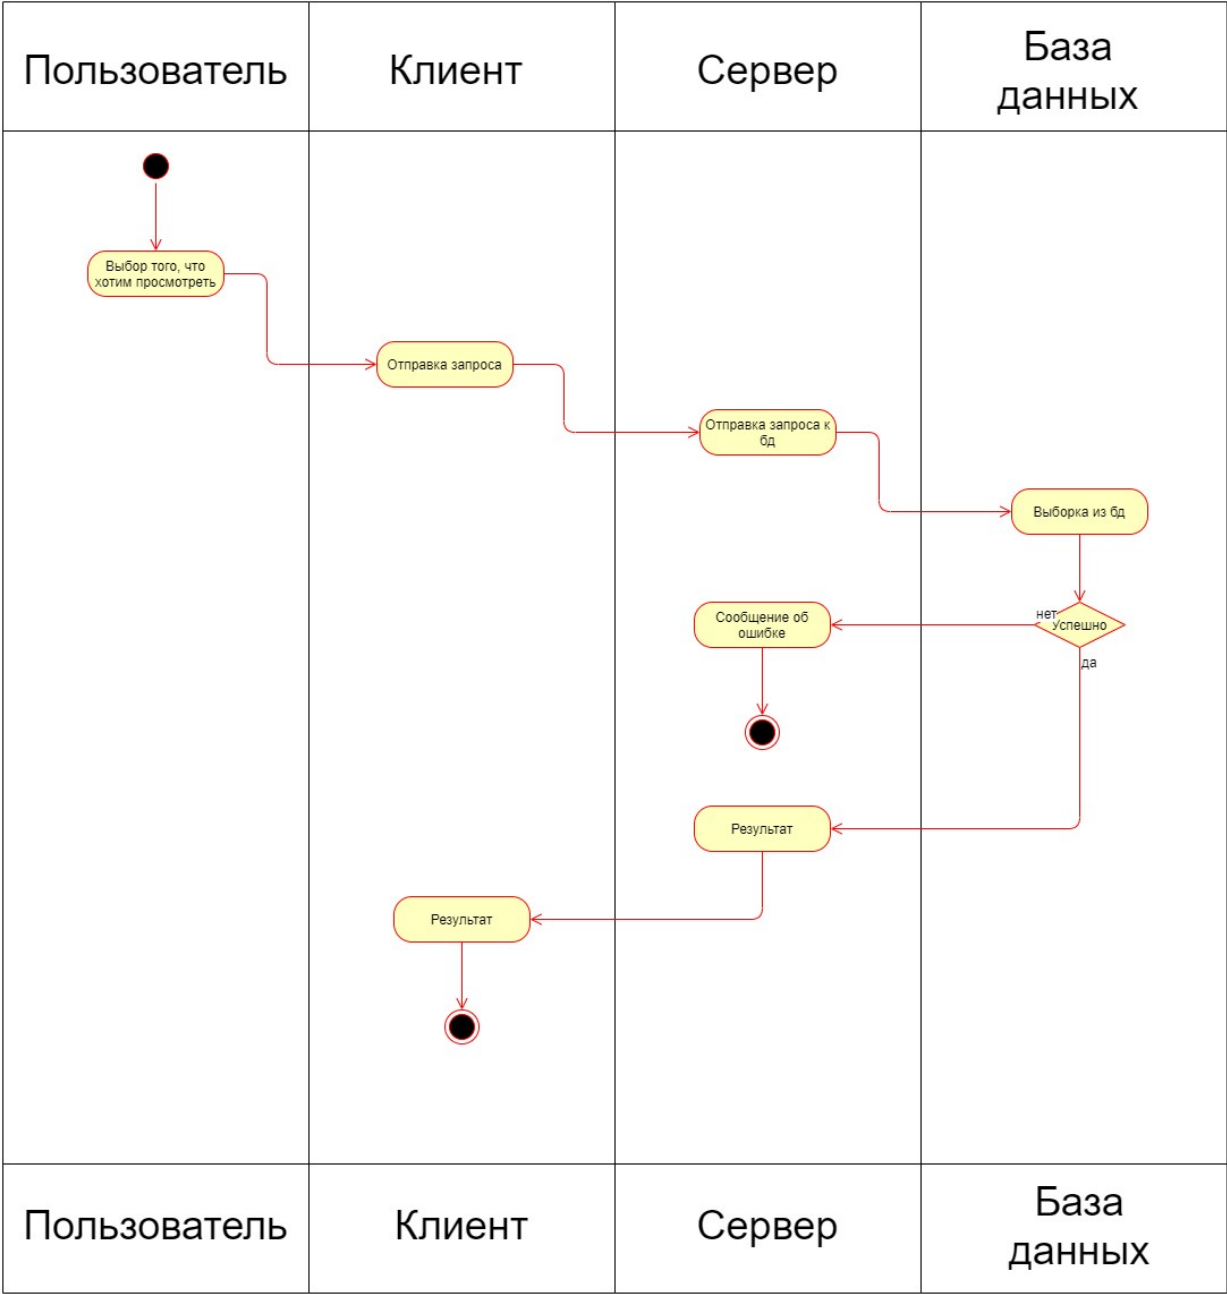 Пользователь
Клиент
Сервер
База
данных
Выбор того, что
хотим просмотреть
Отправка запроса
Отправка запроса к
бд
Выборка из бд
Сообщение об
ошибке
нет
Успешно
да
Результат
Результат
Пользователь
Клиент
Сервер
База
данных